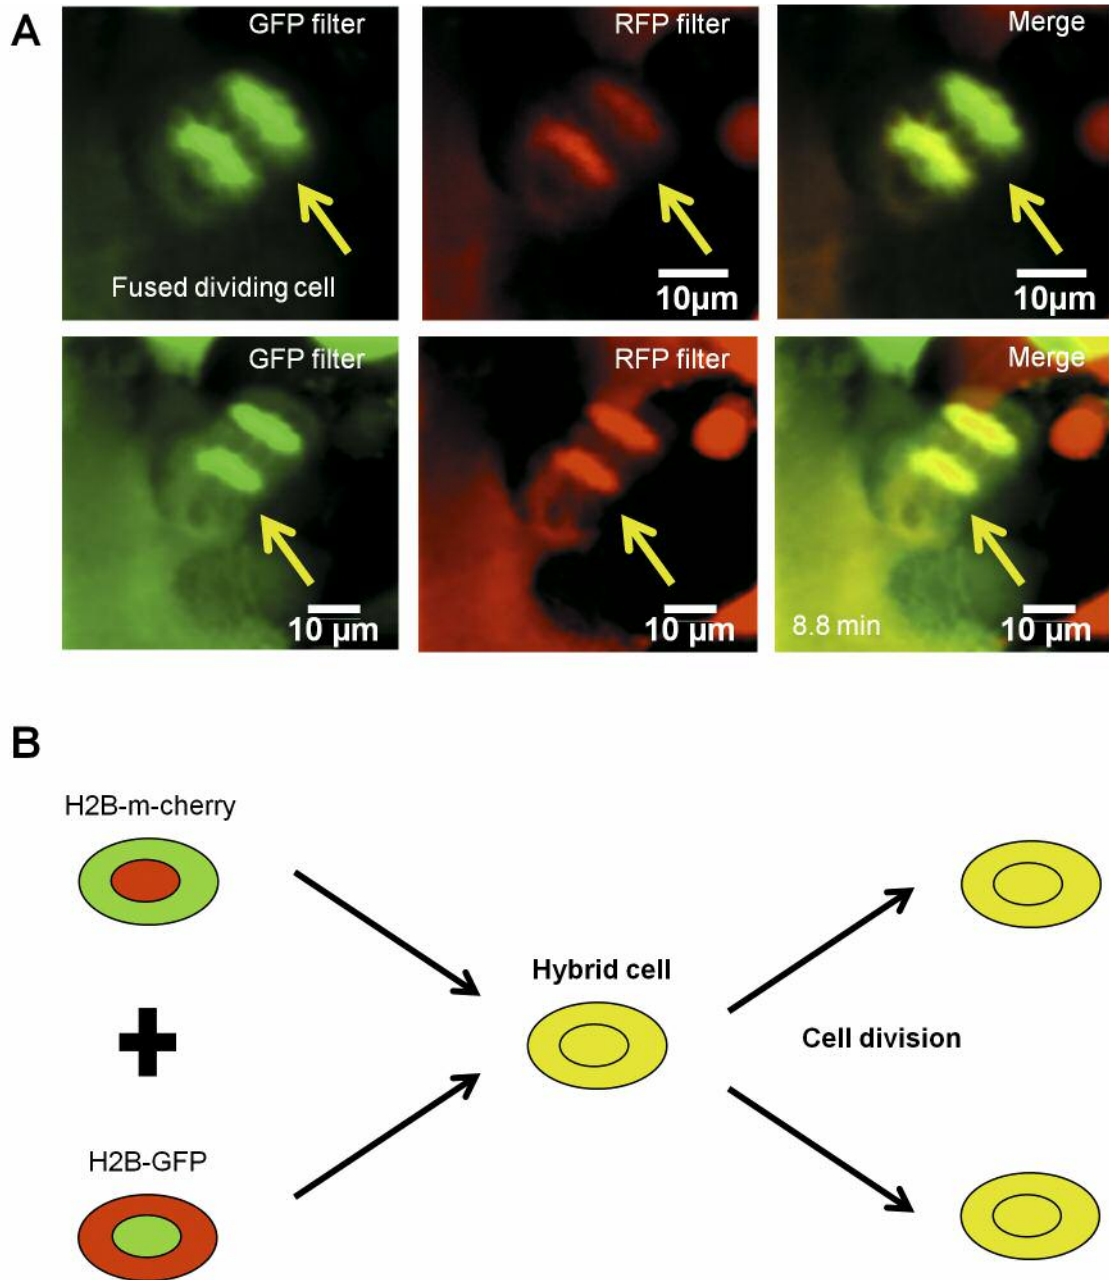 A
GFP filter
RFP filter
Merge
Fused dividing cell
10µm
10µm
GFP filter
RFP filter
Merge
10 µm
10 µm
8.8 min
10 µm
B
H2B-m-cherry
Hybrid cell
Cell division
H2B-GFP